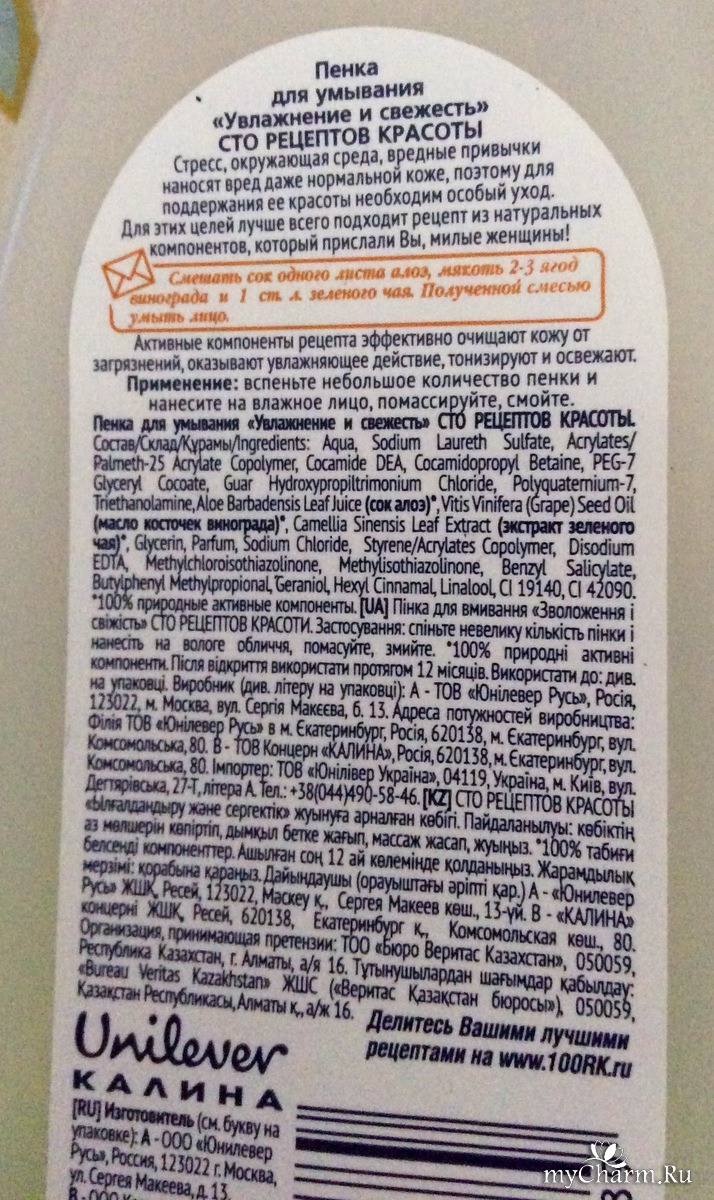 Пенка
для умывания
«Увлажнение и свежесть»
СТО РЕЦЕПТОВ КРАСОТЫ
Стресс, окружающая среда, вредные привычки
наносят вред даже нормальной коже, поэтому для
поддержания ее красоты необходим особый уход.
Для этих целей лучше всего подходит рецепт из натуральных
компонентов, который прислали Вы, милые женщины!
Смешать сок одного листа алоэ, мякоть 2-3 ягод
винограда и 1 ст. л. зеленого чая. Полученной смесью
умыть лицо.
Активные компоненты рецепта эффективно очищают кожу от
загрязнений, оказывают увлажняющее действие, тонизируют и освежают.
Применение: вспеньте небольшое количество пенки и
нанесите на влажное лицо, помассируйте, смойте.
Пенка для умывания «Увлажнение и свежесть» СТО РЕЦЕПТОВ КРАСОТЫ.
Состав/Склад/Құрамы/Ingredients: Aqua, Sodium Laureth Sulfate, Acrylates/
Palmeth-25 Acrylate Copolymer, Cocamide DEA, Cocamidopropyl Betaine, PEG-7
Glyceryl Cocoate, Guar Hydroxypropiltrimonium Chloride, Polyquaternium-7,
Triethanolamine, Aloe Barbadensis Leaf Juice (сок алоэ)*, Vitis Vinifera (Grape) Seed Oil
(масло косточек винограда)*, Camellia Sinensis Leaf Extract (экстракт зеленого
чая)*, Glycerin, Parfum, Sodium Chloride, Styrene/Acrylates Copolymer, Disodium
EDTA, Methylchloroisothiazolinone, Methylisothiazolinone, Benzyl Salicylate,
Butylphenyl Methylpropional, Geraniol, Hexyl Cinnamal, Linalool, CI 19140, CI 42090.
*100% природные активные компоненты. [UA] Пінка для вмивання «Зволоження і
свіжість» СТО РЕЦЕПТОВ КРАСОТИ. Застосування: спіньте невелику кількість пінки і
нанесіть на вологе обличчя, помасуйте, змийте. *100% природні активні
компоненти. Після відкриття використати протягом 12 місяців. Використати до: див.
на упаковці. Виробник (див. літеру на упаковці): А - ТОВ «Юнілевер Русь», Росія,
123022, м. Москва, вул. Сергія Макєєва, б. 13. Адреса потужностей виробництва:
Філія ТОВ «Юнілевер Русь» в м. Єкатеринбург, Росія, 620138, м. Єкатеринбург, вул.
Комсомольська, 80. В - ТОВ Концерн «КАЛИНА», Росія, 620138, м. Єкатеринбург, вул.
Комсомольська, 80. Імпортер: ТОВ «Юнілівер Україна», 04119, Україна, м. Київ, вул.
Дегтярівська, 27-Т, літера А. Тел.: +38(044)490-58-46. [KZ] СТО РЕЦЕПТОВ КРАСОТЫ
«Ылғалдандыру және сергектік» жуынуға арналған көбігі. Пайдаланылуы: көбіктің
аз мөлшерін көпіртіп, дымқыл бетке жағып, массаж жасап, жуыңыз. *100% табиғи
белсенді компоненттер. Ашылған соң 12 ай көлемінде қолданыңыз. Жарамдылық
мерзімі: қорабына қараңыз. Дайындаушы (орауыштағы әріпті қар.) А - «Юнилевер
Русь» ЖШҚ, Ресей, 123022, Маскеу қ., Сергея Макеев көш., 13-үй. В - «КАЛИНА»
концерні ЖШҚ, Ресей, 620138, Екатеринбург қ., Комсомольская көш., 80.
Организация, принимающая претензии: ТОО «Бюро Веритас Казахстан», 050059,
Республика Казахстан, г. Алматы, а/я 16. Тұтынушылардан шағымдар қабылдау:
«Bureau Veritas Kazakhstan» ЖШС («Веритас Қазақстан бюросы»), 050059,
Қазақстан Республикасы, Алматы қ., а/ж 16.
Делитесь Вашими лучшими
рецептами на www.100RK.ru
Unilever
КАЛИНА
[RU] Изготовитель (см. букву на
упаковке): А - ООО «Юнилевер
Русь», Россия, 123022 г. Москва,
ул. Сергея Макеева, д. 13.
myCharm.Ru